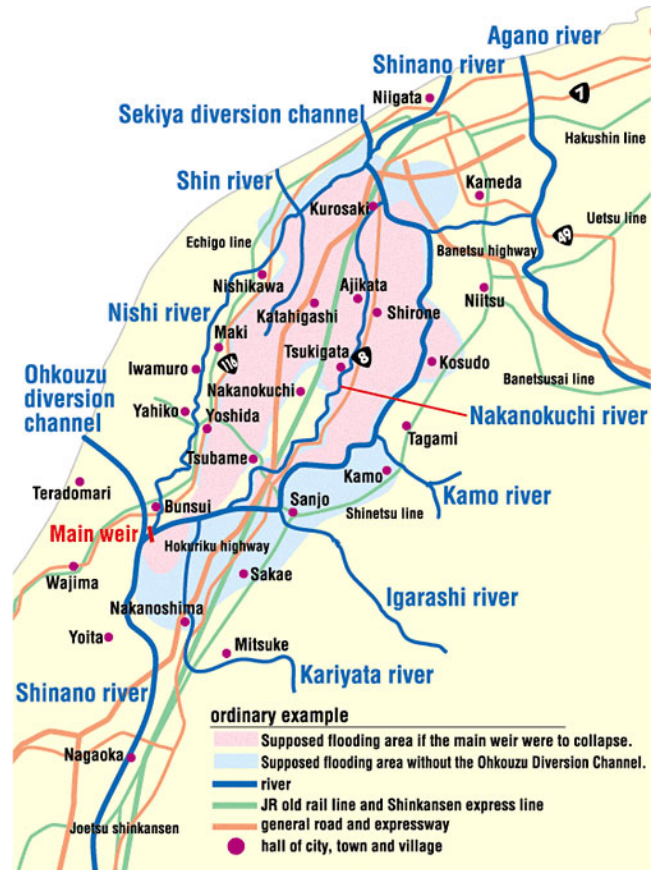 Agano river
Shinano river
Niigata
Sekiya diversion channel
7
Hakushin line
Shin river
Kameda
Kurosaki
Uetsu line
49
Echigo line
Banetsu highway
Nishikawa
Ajikata
Niitsu
Nishi river
Katahigashi
Shirone
Maki
Tsukigata
8
116
Iwamuro
Kosudo
Ohkouzu
diversion
channel
Nakanokuchi
Banetsusai line
Yahiko
Yoshida
Nakanokuchi river
Tagami
Tsubame
Teradomari
Kamo
Kamo river
Bunsui
Sanjo
Shinetsu line
Main weir
Hokuriku highway
Wajima
Sakae
Igarashi river
Nakanoshima
Yoita
Mitsuke
Kariyata river
Shinano river
ordinary example
Supposed flooding area if the main weir were to collapse.
Supposed flooding area without the Ohkouzu Diversion Channel.
river
Nagaoka
JR old rail line and Shinkansen express line
Joetsu shinkansen
general road and expressway
hall of city, town and village